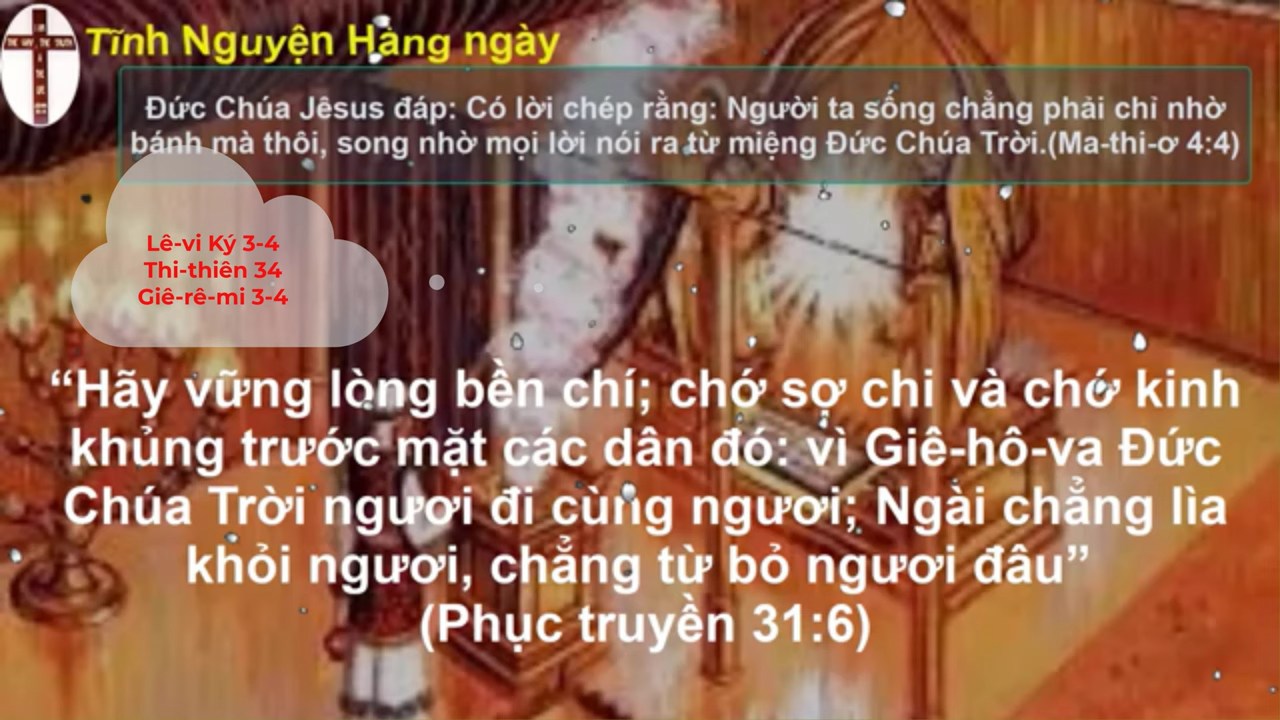 Tĩnh Nguyện Hàng ngày
Đức Chúa Jêsus đáp: Có lời chép rằng: Người ta sống chẳng phải chỉ nhờ
bánh mà thôi, song nhờ mọi lời nói ra từ miệng Đức Chúa Trời.(Ma-thi-ơ 4:4)
Lê-vi Ký 3-4
Thi-thiên 34
Giê-rê-mi 3-4
“Hãy vững lòng bền chí; chớ sợ chi và chớ kinh
khủng trước mặt các dân đó: vì Giê-hô-va Đức
Chúa Trời ngươi đi cùng ngươi; Ngài chẳng lìa
khỏi ngươi, chẳng từ bỏ ngươi đâu”
(Phục truyền 31:6)